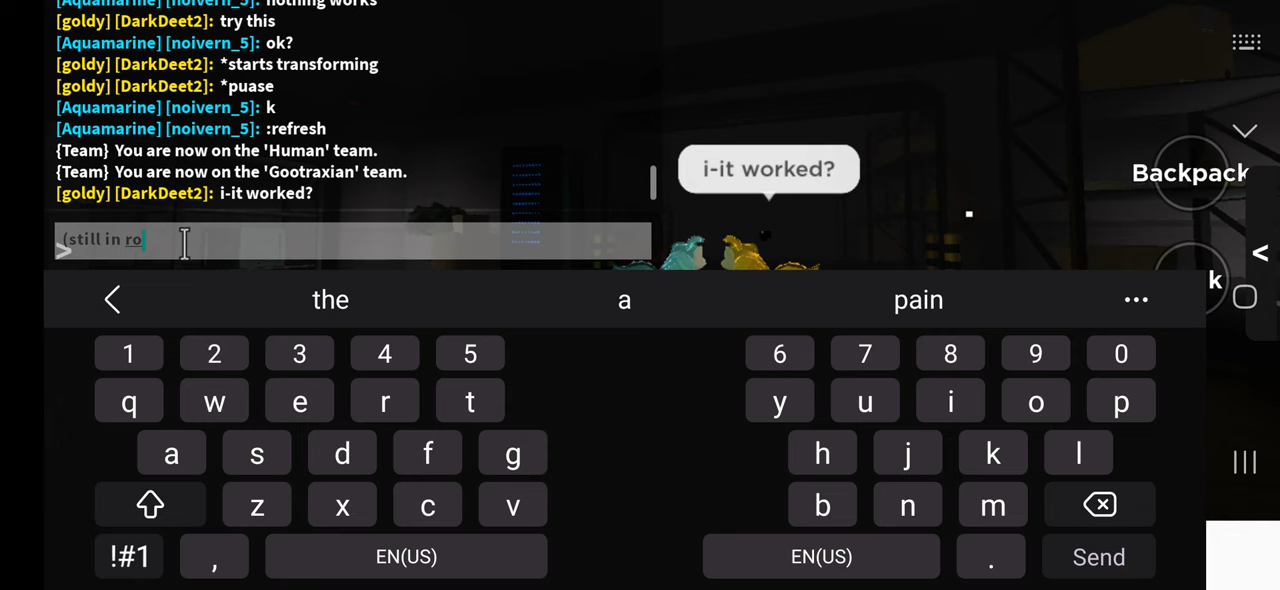 nothing works
[goldy] [DarkDeet2]: try this
[Aquamarine] [noivern_5]: ok?
[goldy] [DarkDeet2]: *starts transforming
[goldy] [DarkDeet2]: *puase
[Aquamarine] [noivern_5]: k
[Aquamarine] [noivern_5]: :refresh
{Team} You are now on the 'Human' team.
{Team} You are now on the 'Gootraxian' team.
[goldy] [DarkDeet2]: i-it worked?
i-it worked?
Backpack
(still in ro
>
k
<
the a pain ...
1 2 3 4 5 6 7 8 9 0
q w e r t y u i o p
a s d f g h j k l
z x c v b n m
!#1 , EN(US) EN(US) . Send